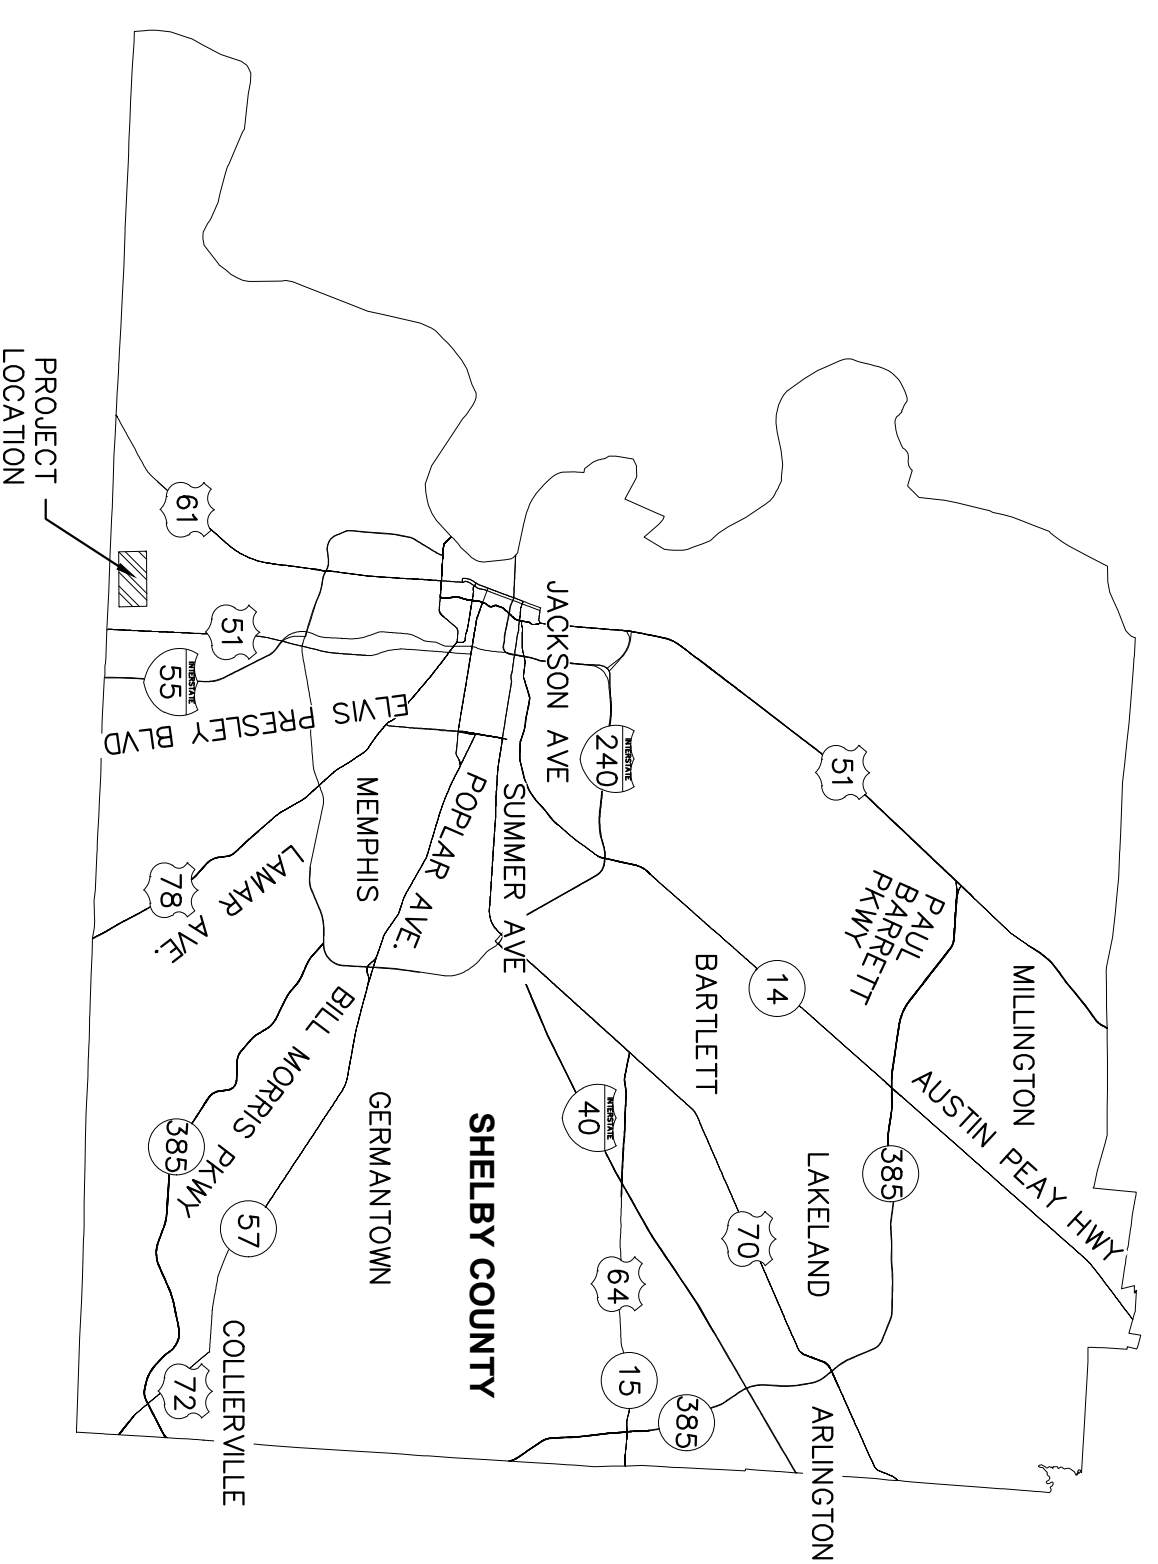 MILLINGTON
AUSTIN PEAY HWY
PAUL
BARRETT
PKWY
51
385
14
LAKELAND
ARLINGTON
BARTLETT
70
385
INTERSTATE
240
64
15
INTERSTATE
40
JACKSON AVE
SUMMER AVE
SHELBY COUNTY
POPLAR AVE.
MEMPHIS
GERMANTOWN
ELVIS PRESLEY BLVD
BILL MORRIS PKWY
LAMAR AVE.
57
COLLIERVILLE
61
51
INTERSTATE
55
78
385
72
PROJECT
LOCATION